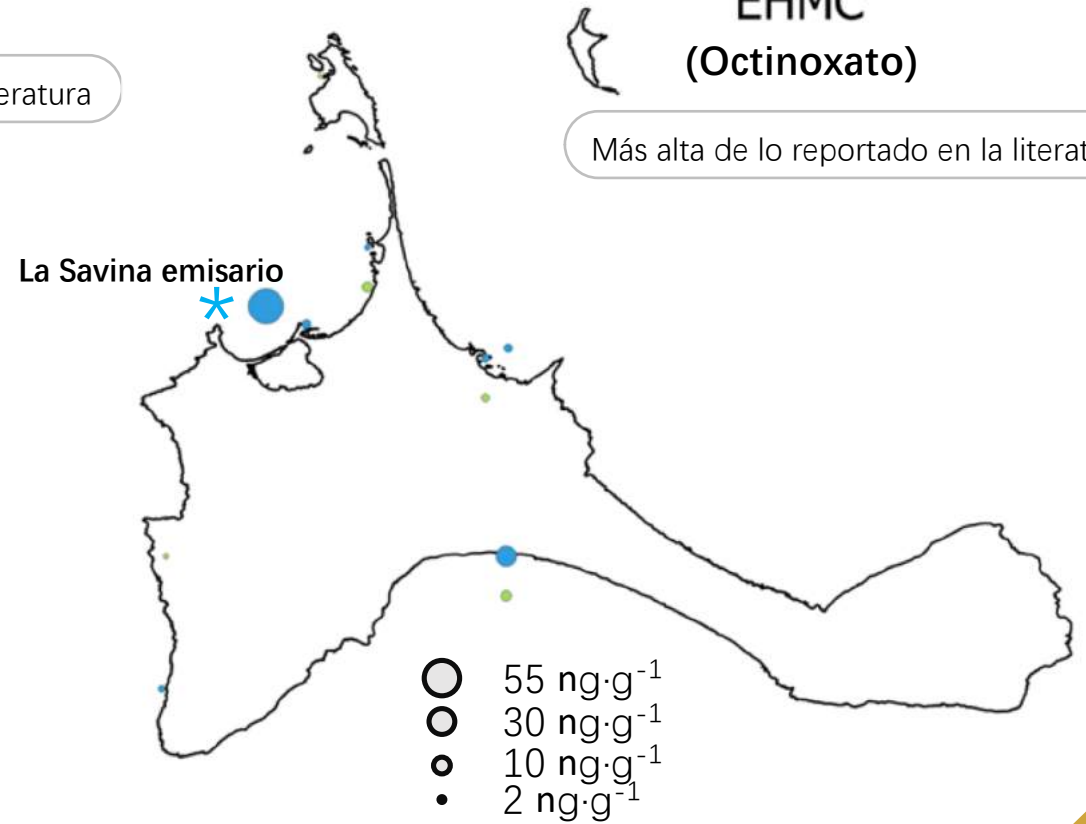 EHMC
(Octinoxato)
eratura
Más alta de lo reportado en la literat
La Savina emisario
*
55 ng·g⁻¹
30 ng·g⁻¹
10 ng·g⁻¹
2 ng·g⁻¹